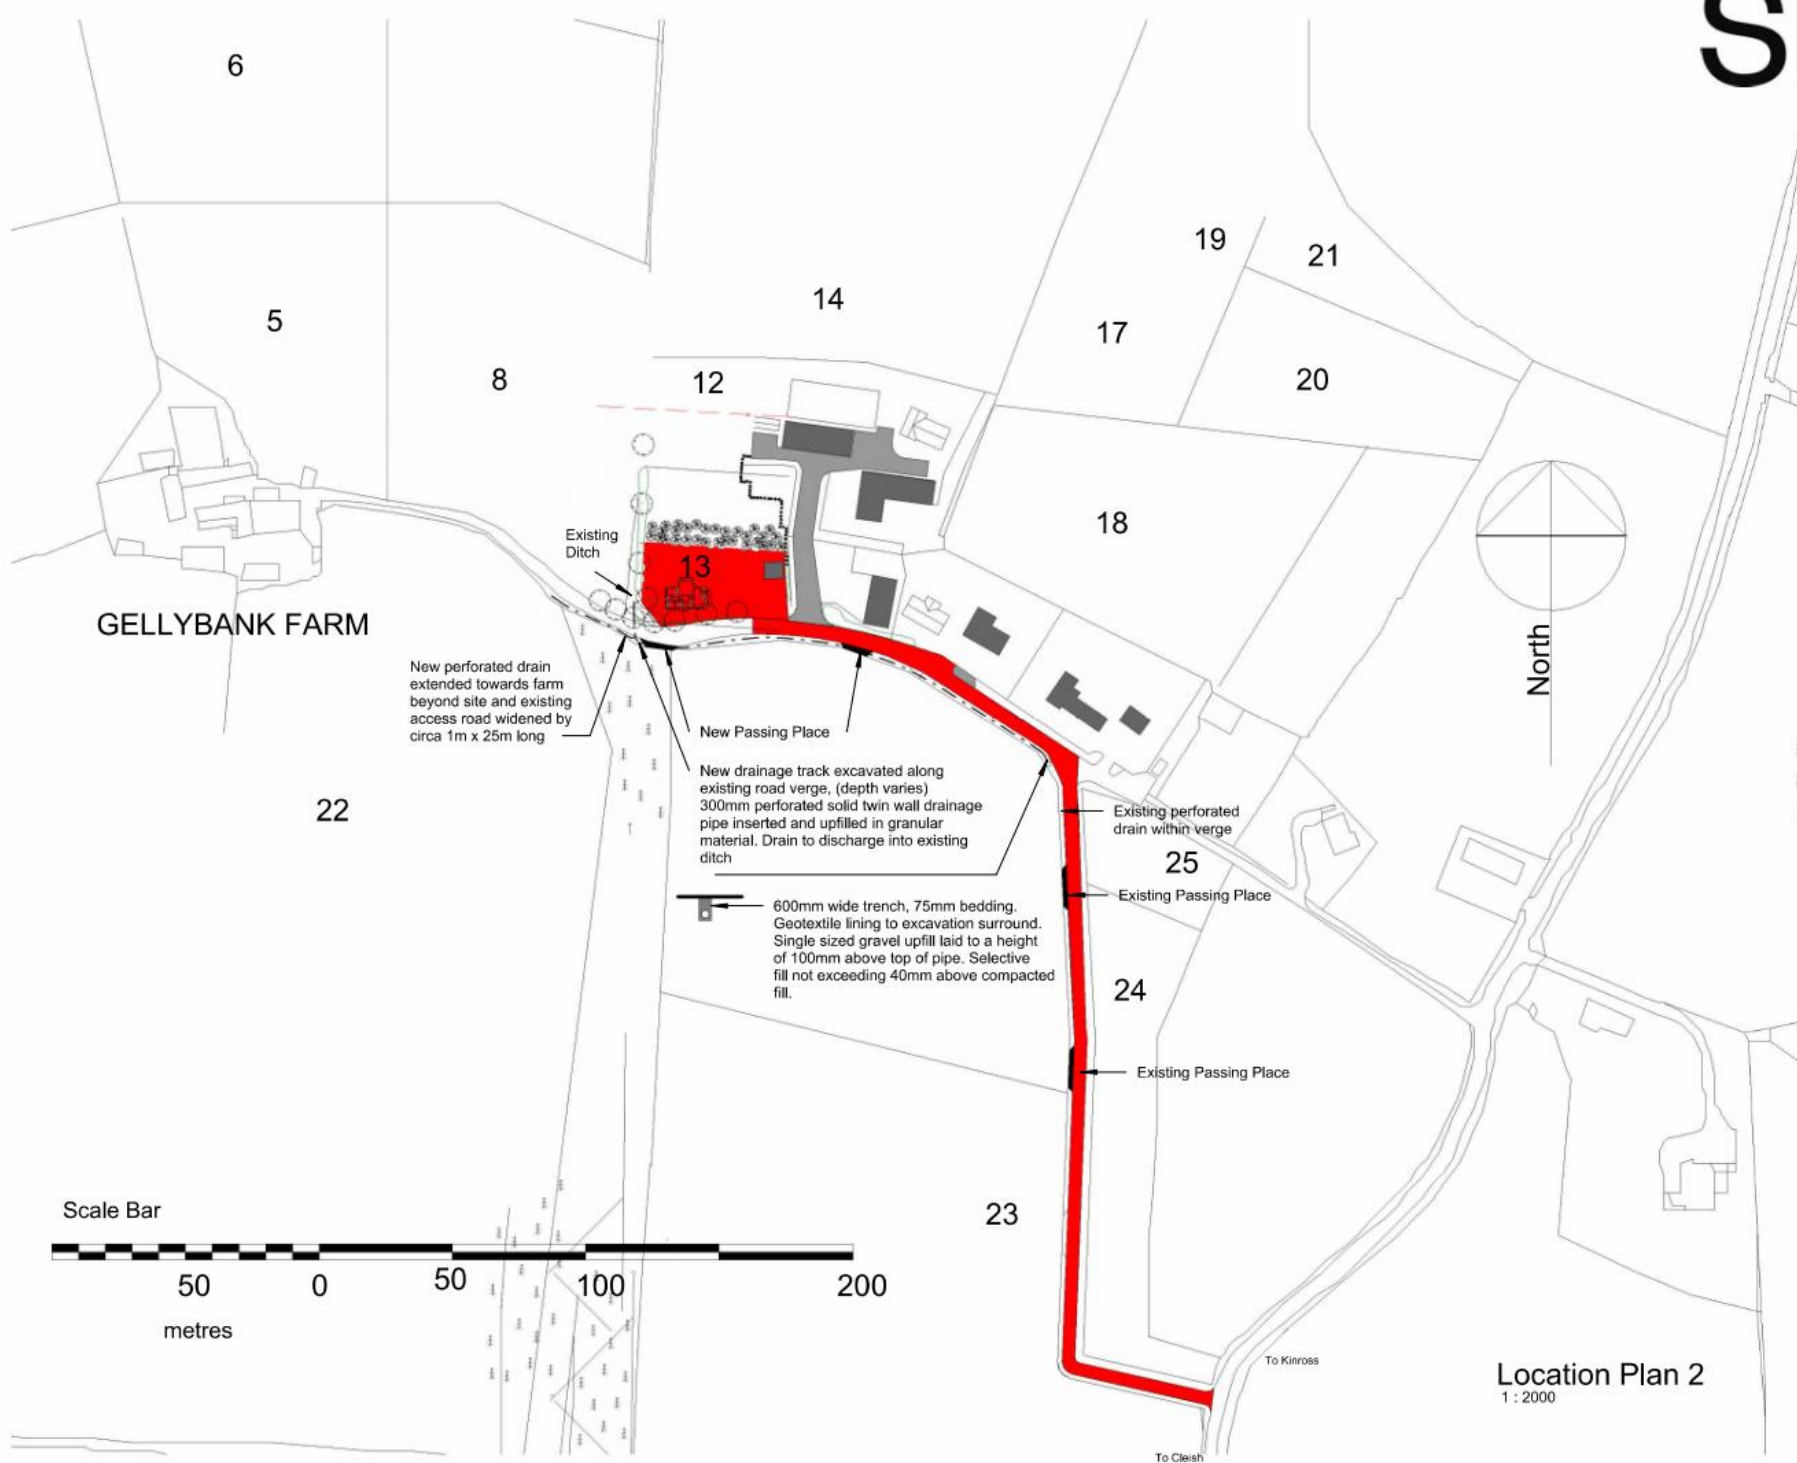 S
6
19
21
14
5
17
8
12
20
18
Existing
Ditch
13
GELLYBANK FARM
North
New perforated drain
extended towards farm
beyond site and existing
access road widened by
circa 1m x 25m long
New Passing Place
New drainage track excavated along
existing road verge, (depth varies)
300mm perforated solid twin wall drainage
pipe inserted and upfilled in granular
material. Drain to discharge into existing
ditch
22
Existing perforated
drain within verge
25
Existing Passing Place
600mm wide trench, 75mm bedding.
Geotextile lining to excavation surround.
Single sized gravel upfill laid to a height
of 100mm above top of pipe. Selective
fill not exceeding 40mm above compacted
fill.
24
Existing Passing Place
23
Scale Bar
50 0 50 100 200
metres
To Kinross
Location Plan 2
1 : 2000
To Cleish